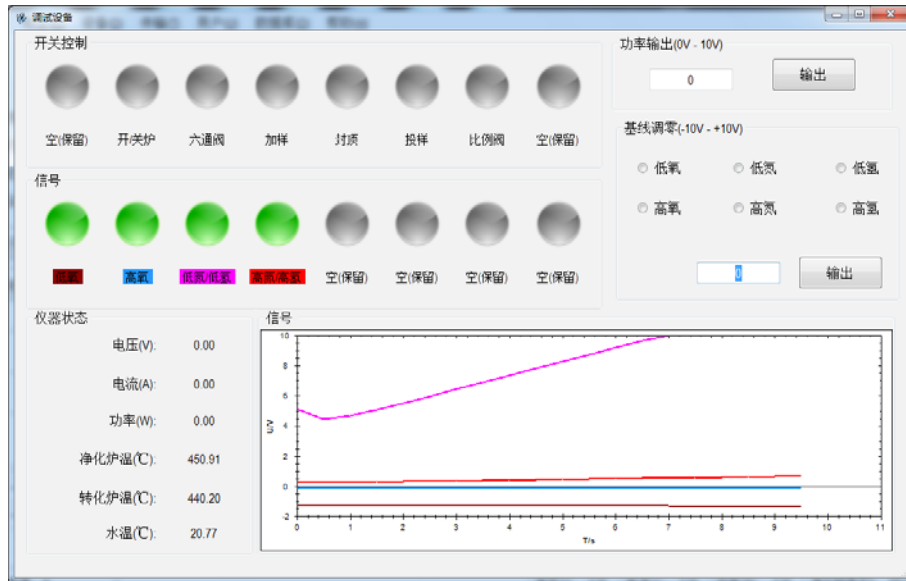 调试设备
开关控制
空(保留) 开/关炉 六通阀 加样 封顶 投样 比例阀 空(保留)
信号
低氧 高氧 低氮/低氢 高氮/高氢 空(保留) 空(保留) 空(保留) 空(保留)
功率输出(0V - 10V)
0 输出
基线调零(-10V - +10V)
低氧 低氮 低氢
高氧 高氮 高氢
0 输出
仪器状态
电压(V): 0.00
电流(A): 0.00
功率(W): 0.00
净化炉温(℃): 450.91
转化炉温(℃): 440.20
水温(℃): 20.77
信号
10
8
6
4
2
0
-2
U/V
0 1 2 3 4 5 6 7 8 9 10 11
T/s